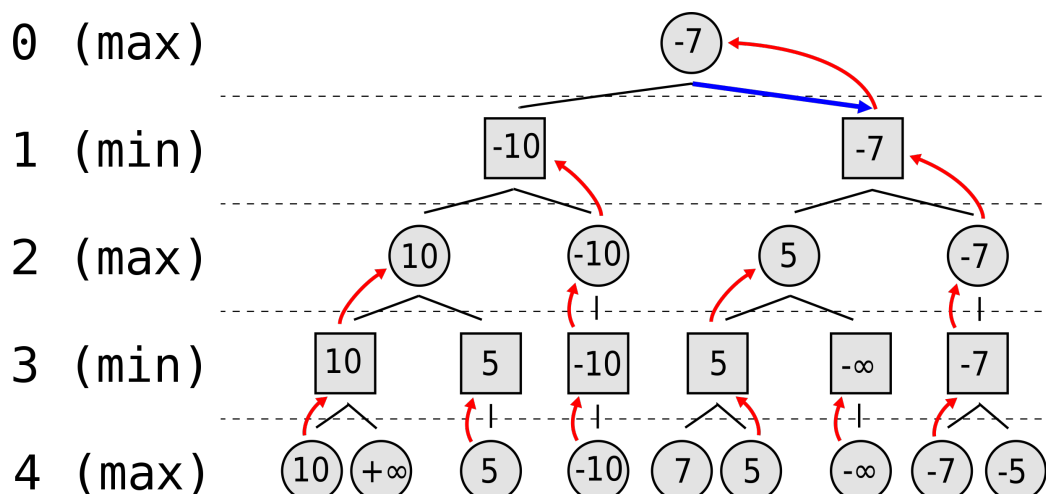 0 (max) -7
1 (min) -10 -7
2 (max) 10 -10 5 -7
3 (min) 10 5 -10 5 -∞ -7
4 (max) 10 +∞ 5 -10 7 5 -∞ -7 -5